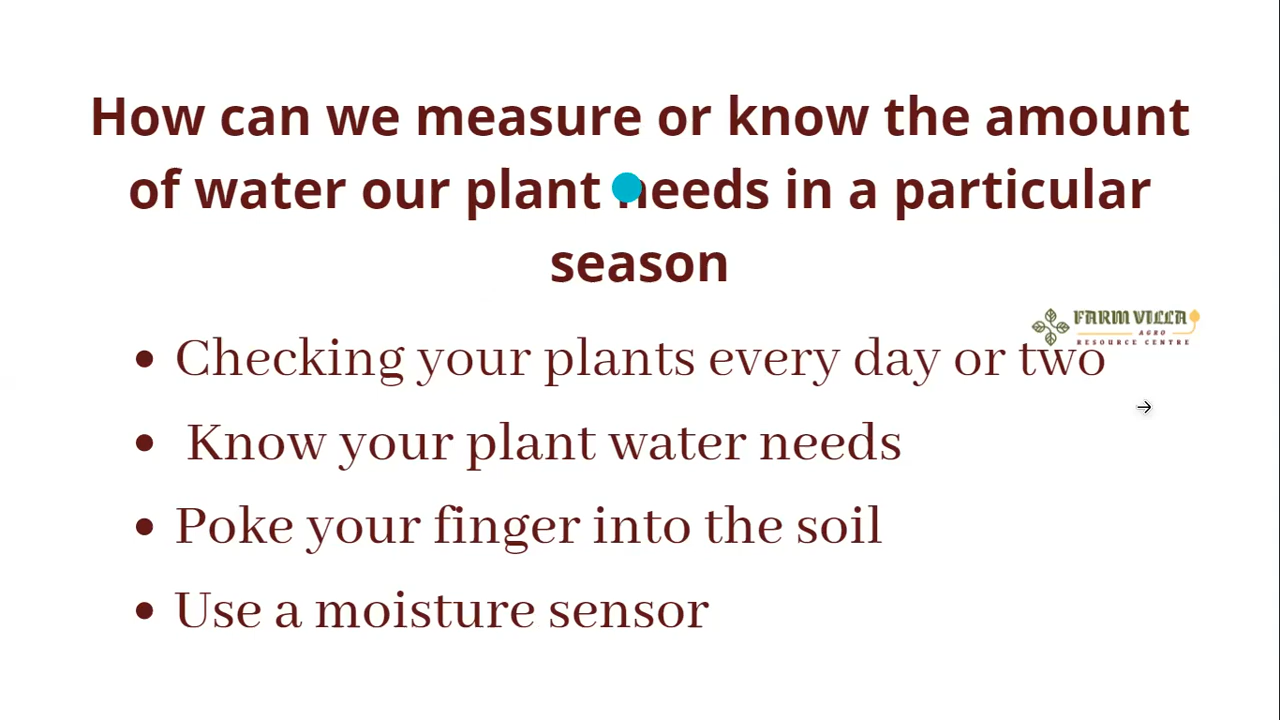 How can we measure or know the amount
of water our plant needs in a particular
season
FARM VILLA
AGRO
RESOURCE CENTRE
• Checking your plants every day or two
• Know your plant water needs
• Poke your finger into the soil
• Use a moisture sensor